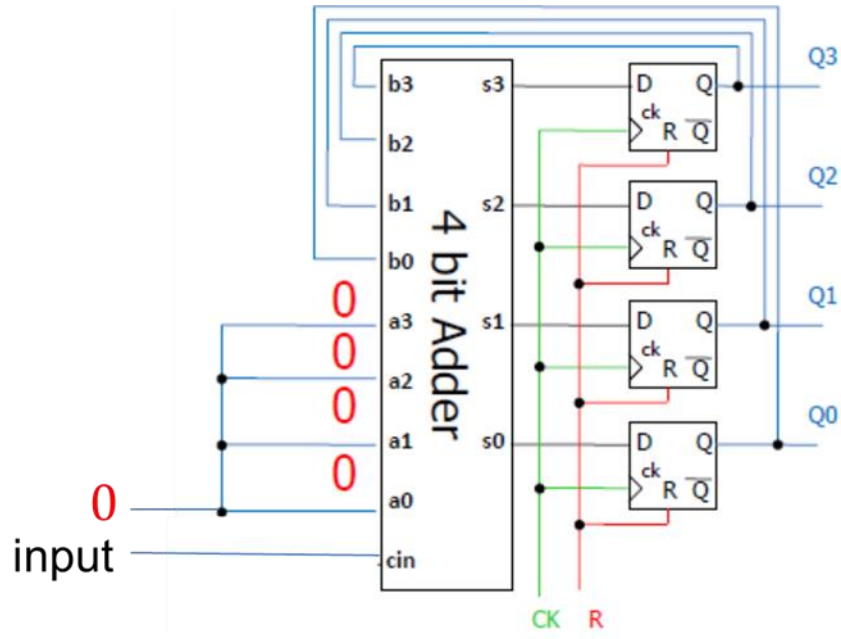 Q3
b3 s3 D Q
ck
R Q
b2
Q2
b1 s2 D Q
ck
R Q
b0
4 bit Adder
0
Q1
a3 s1 D Q
0
ck
R Q
a2
0
Q0
a1 s0 D Q
0
ck
R Q
0 a0
input cin
CK R